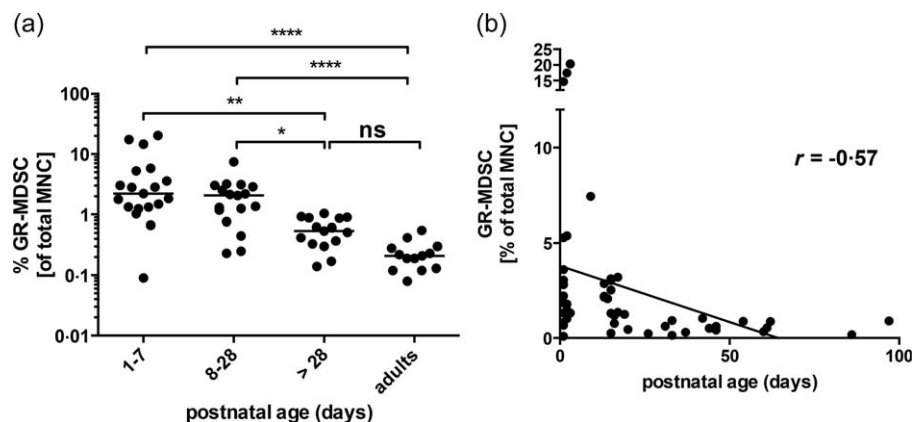 (a)
****
****
**
*
ns
100
10
1
0·1
0·01
% GR-MDSC
[of total MNC]
1-7
8-28
> 28
adults
postnatal age (days)
(b)
25
20
15
10
5
0
GR-MDSC
[% of total MNC]
r = -0·57
0
50
100
postnatal age (days)